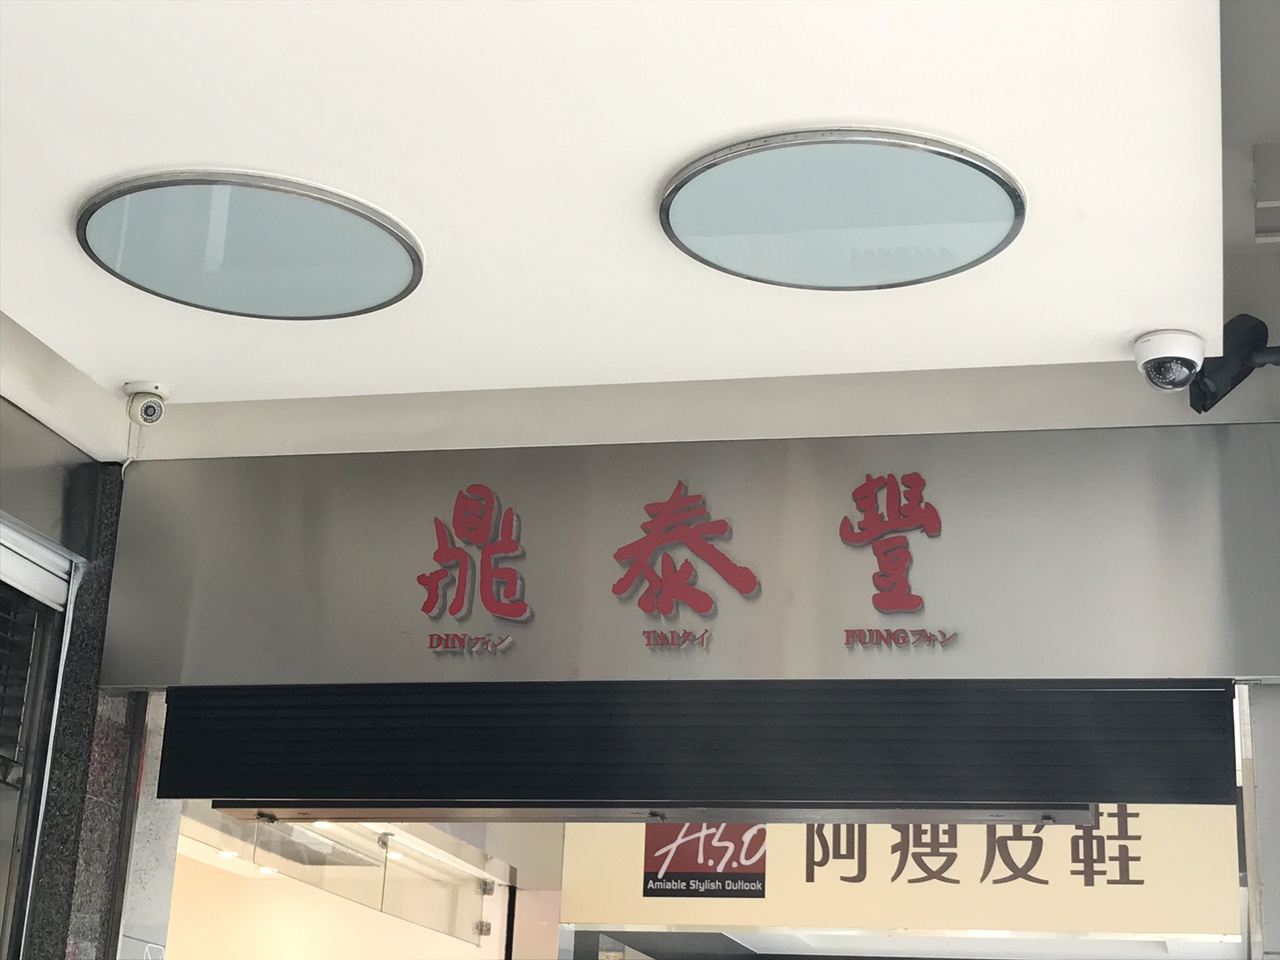 鼎 泰 豐
DINディン TAIタイ FUNGフォン
A.S.O 阿瘦皮鞋
Amiable Stylish Outlook